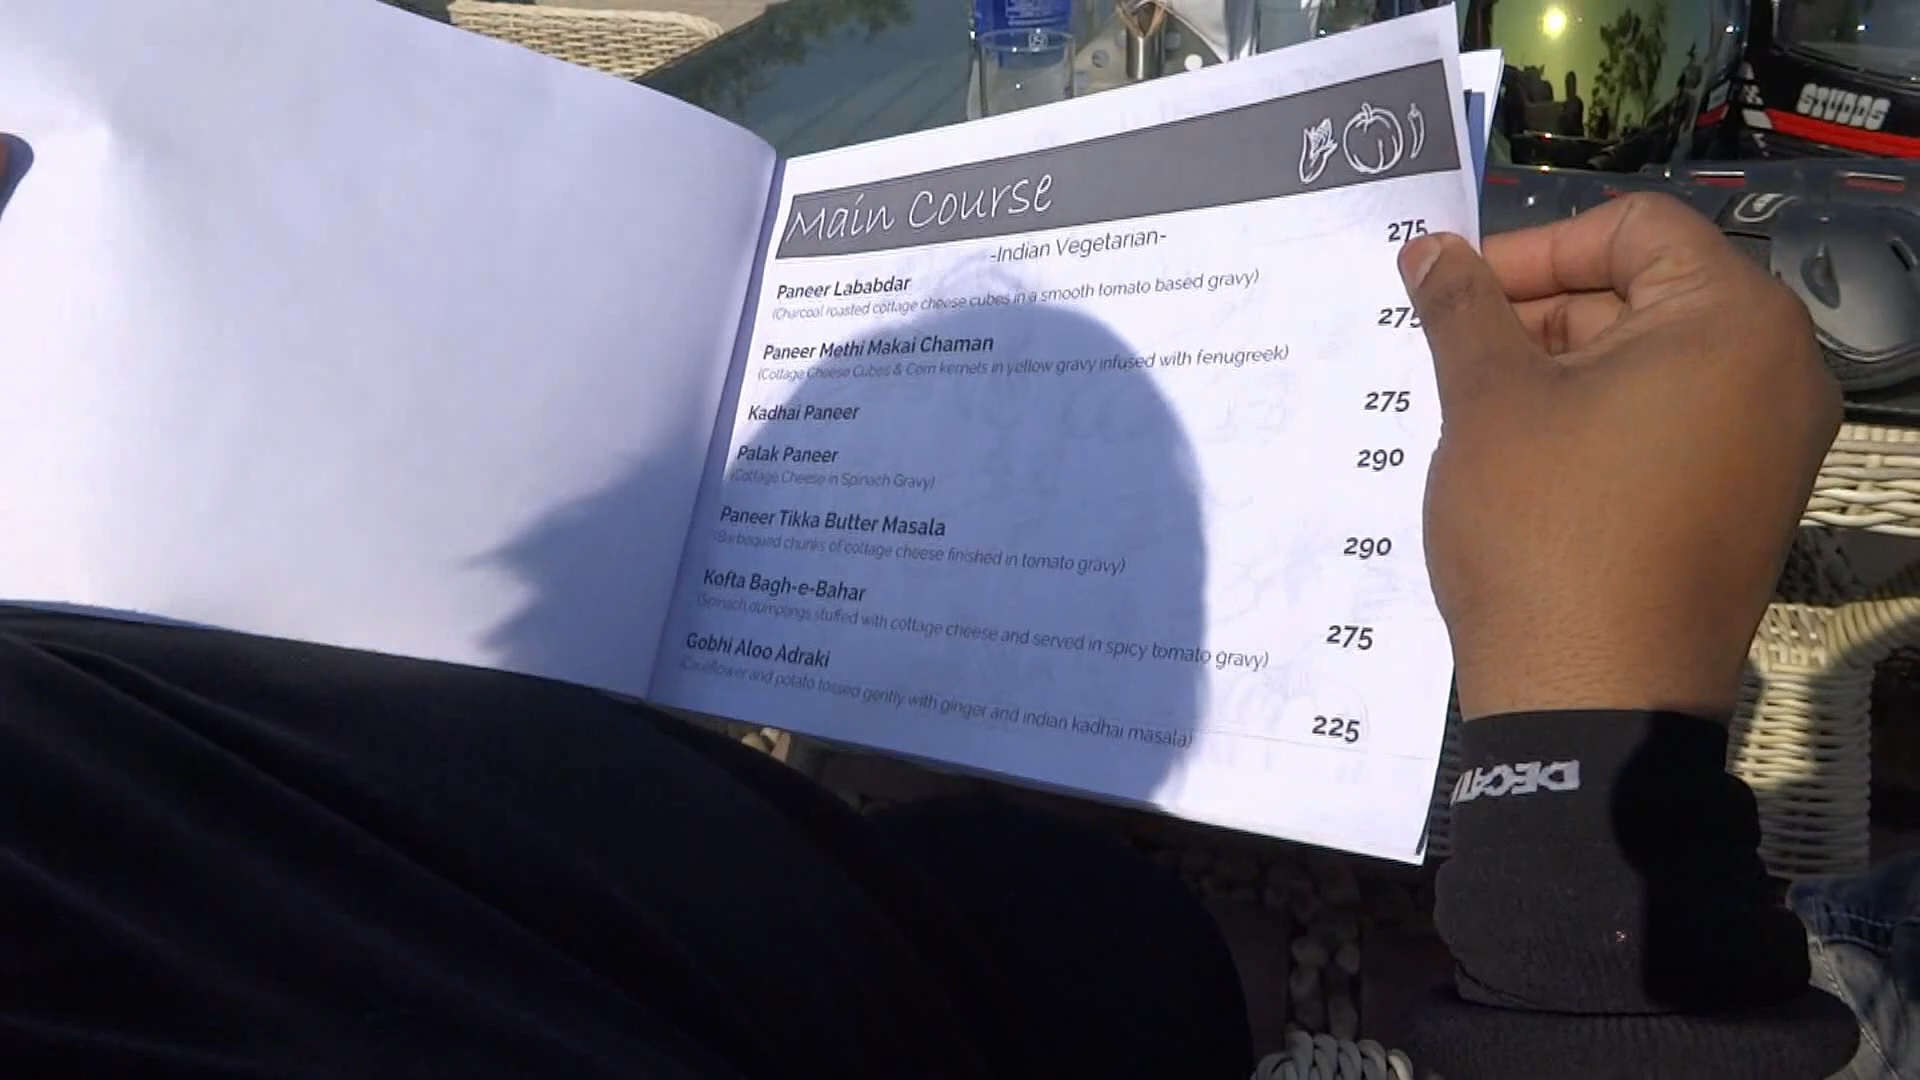 Main Course
-Indian Vegetarian-
Paneer Lababdar 275
(Charcoal roasted cottage cheese cubes in a smooth tomato based gravy)
Paneer Methi Makai Chaman 275
(Cottage Cheese Cubes & Corn kernels in yellow gravy infused with fenugreek)
Kadhai Paneer 275
Palak Paneer 290
(Cottage Cheese in Spinach Gravy)
Paneer Tikka Butter Masala 290
(Barbequed chunks of cottage cheese finished in tomato gravy)
Kofta Bagh-e-Bahar 275
(Spinach dumplings stuffed with cottage cheese and served in spicy tomato gravy)
Gobhi Aloo Adraki 225
(Cauliflower and potato tossed gently with ginger and indian kadhai masala)
STUDDS